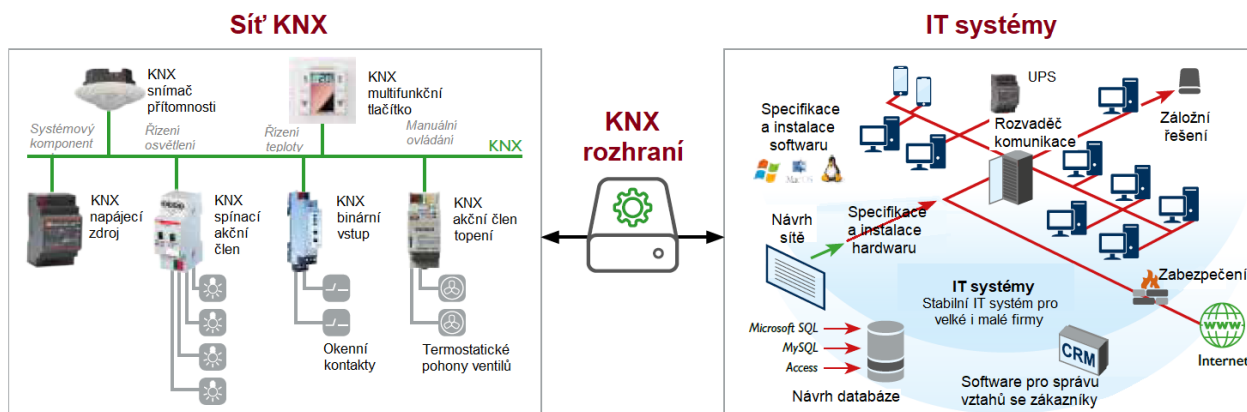 Síť KNX
KNX
snímač
přítomnosti
KNX
multifunkční
tlačítko
Systémový
komponent
Řízení
osvětlení
Řízení
teploty
Manuální
ovládání
KNX
KNX
napájecí
zdroj
KNX
spínací
akční
člen
KNX
binární
vstup
KNX
akční člen
topení
Okenní
kontakty
Termostatické
pohony ventilů
KNX
rozhraní
IT systémy
UPS
Specifikace
a instalace
softwaru
MacOS
Rozvaděč
komunikace
Záložní
řešení
Návrh
sítě
Specifikace
a instalace
hardwaru
IT systémy
Stabilní IT systém pro
velké i malé firmy
Zabezpečení
www
Internet
Microsoft SQL
MySQL
Access
Návrh databáze
CRM
Software pro správu
vztahů se zákazníky